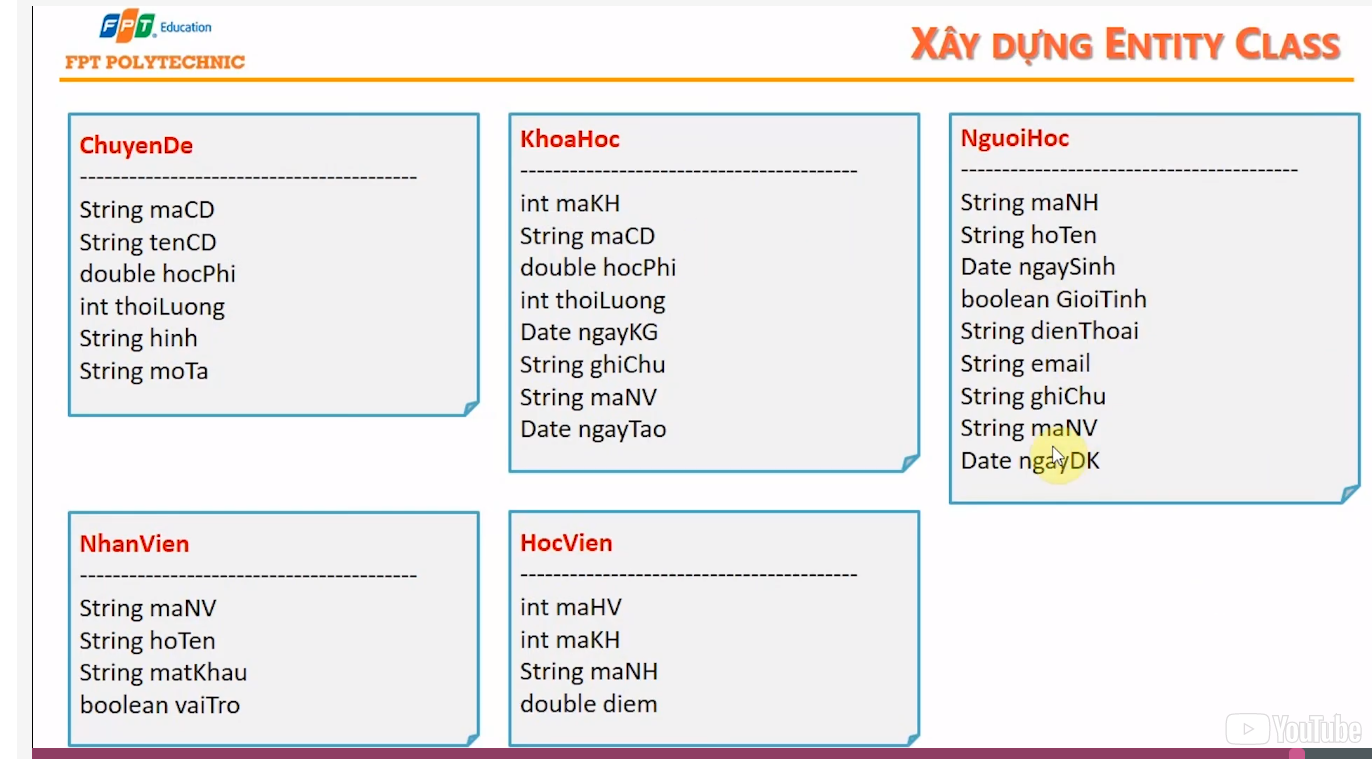 FPT Education
FPT POLYTECHNIC
XÂY DỰNG ENTITY CLASS
ChuyenDe
-----------------------------------------
String maCD
String tenCD
double hocPhi
int thoiLuong
String hinh
String moTa
KhoaHoc
-----------------------------------------
int maKH
String maCD
double hocPhi
int thoiLuong
Date ngayKG
String ghiChu
String maNV
Date ngayTao
NguoiHoc
-----------------------------------------
String maNH
String hoTen
Date ngaySinh
boolean GioiTinh
String dienThoai
String email
String ghiChu
String maNV
Date ngayDK
NhanVien
-----------------------------------------
String maNV
String hoTen
String matKhau
boolean vaiTro
HocVien
-----------------------------------------
int maHV
int maKH
String maNH
double diem
YouTube